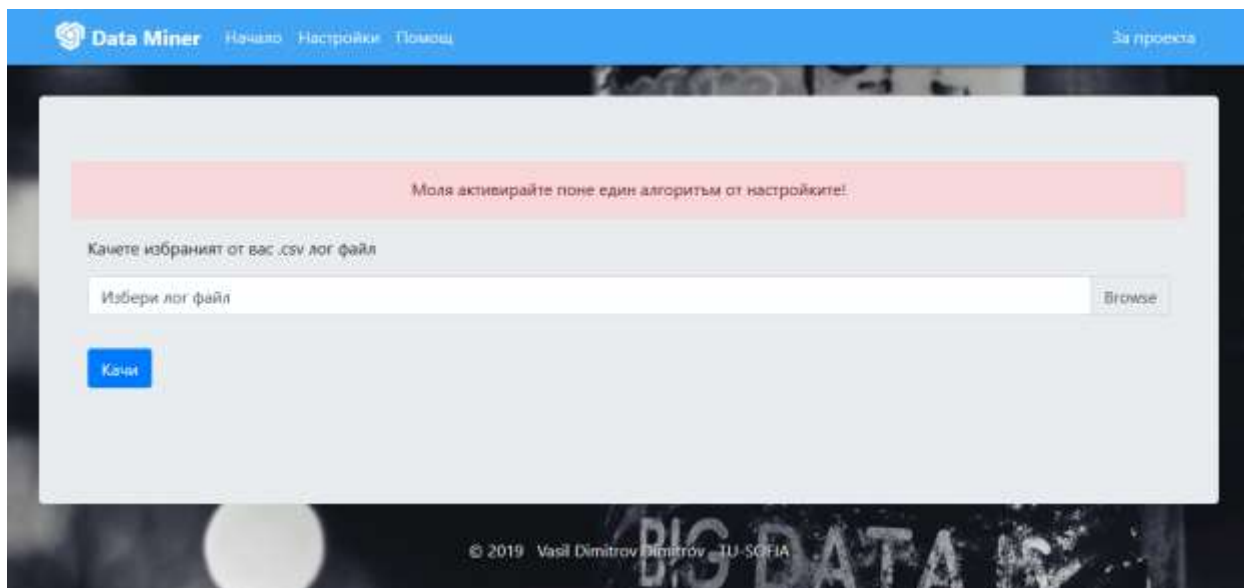 Data Miner Начало Настройки Помощ За проекта
Моля активирайте поне един алгоритъм от настройките!
Качете избраният от вас .csv лог файл
Избери лог файл Browse
Качи
© 2019 Vasil Dimitrov Dimitrov TU-SOFIA
BIG DATA IS